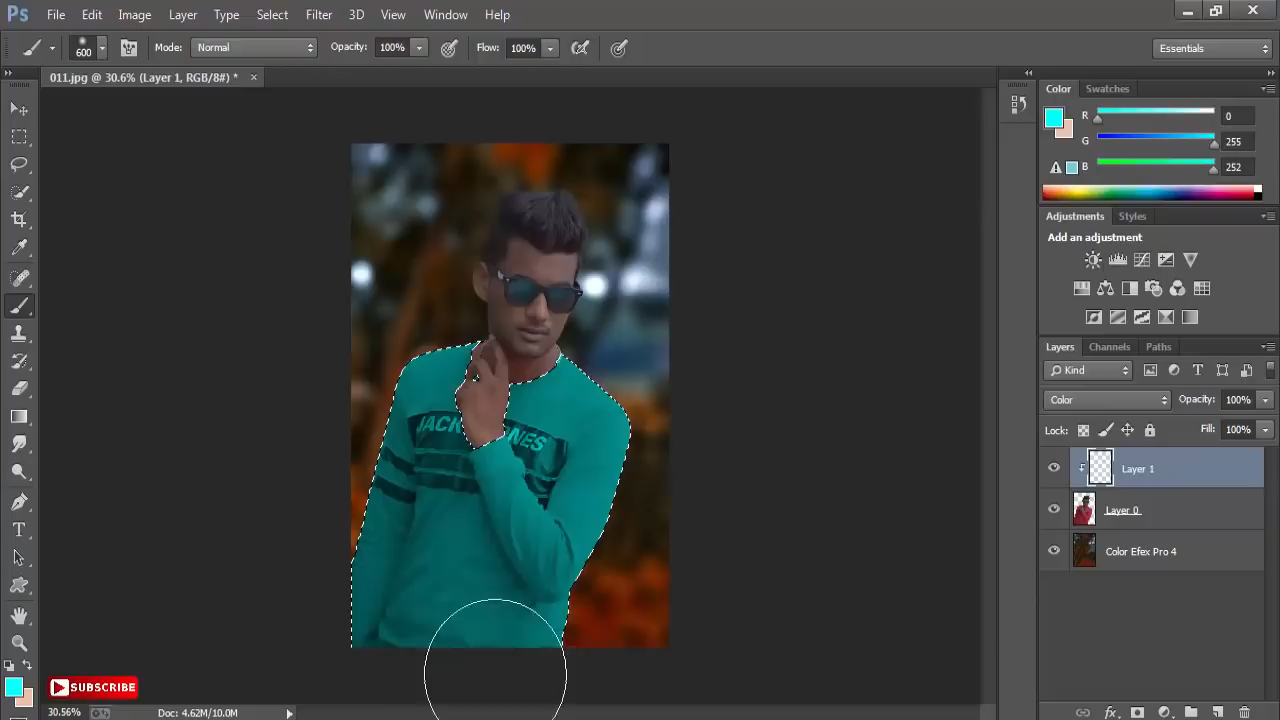 Ps File Edit Image Layer Type Select Filter 3D View Window Help
600 Mode: Normal Opacity: 100% Flow: 100% Essentials
011.jpg @ 30.6% (Layer 1, RGB/8#) * ×
Color Swatches
R 0
G 255
B 252
Adjustments Styles
Add an adjustment
Layers Channels Paths
Kind T
Color Opacity: 100%
Lock: Fill: 100%
Layer 1
Layer 0
Color Efex Pro 4
JACK NES
T
SUBSCRIBE
30.56% Doc: 4.62M/10.0M
fx